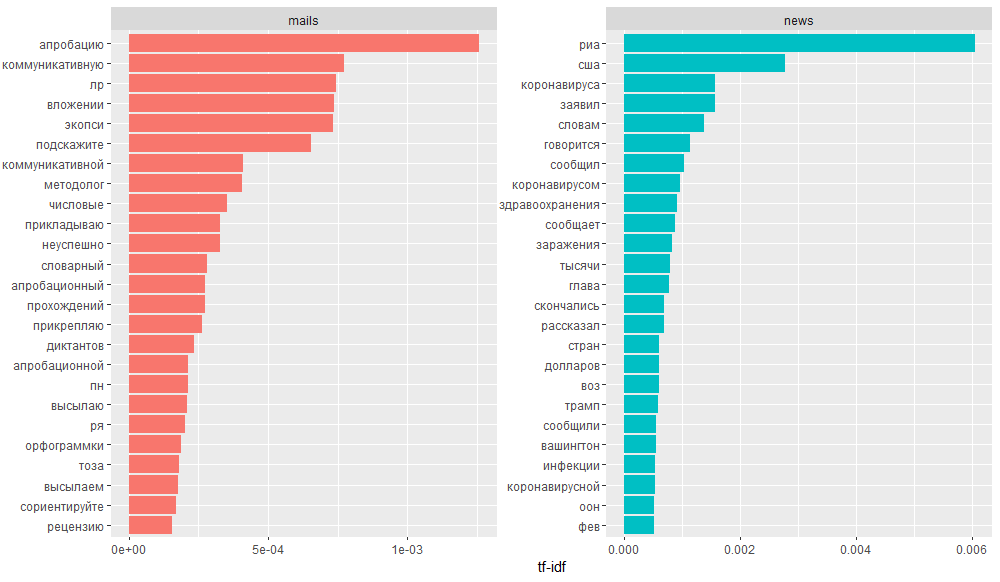 mails
апробацию
коммуникативную
лр
вложении
экопси
подскажите
коммуникативной
методолог
числовые
прикладываю
неуспешно
словарный
апробационный
прохождений
прикрепляю
диктантов
апробационной
пн
высылаю
ря
орфограммки
тоза
высылаем
сориентируйте
рецензию
0e+00 5e-04 1e-03
news
риа
сша
коронавируса
заявил
словам
говорится
сообщил
коронавирусом
здравоохранения
сообщает
заражения
тысячи
глава
скончались
рассказал
стран
долларов
воз
трамп
сообщили
вашингтон
инфекции
коронавирусной
оон
фев
0.000 0.002 0.004 0.006
tf-idf